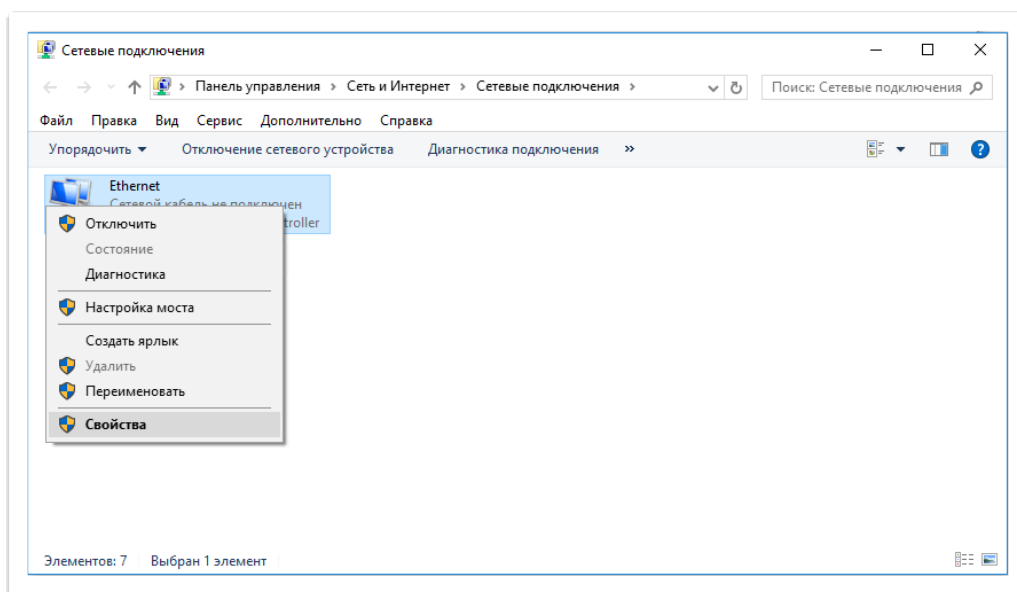 Сетевые подключения
Панель управления › Сеть и Интернет › Сетевые подключения ›
Поиск: Сетевые подключения
Файл Правка Вид Сервис Дополнительно Справка
Упорядочить Отключение сетевого устройства Диагностика подключения »
Ethernet
Сетевой кабель не подключен
troller
Отключить
Состояние
Диагностика
Настройка моста
Создать ярлык
Удалить
Переименовать
Свойства
Элементов: 7 Выбран 1 элемент